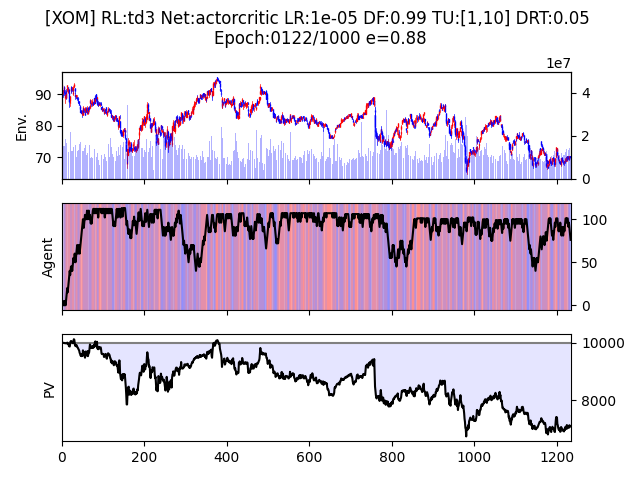 [XOM] RL:td3 Net:actorcritic LR:1e-05 DF:0.99 TU:[1,10] DRT:0.05
Epoch:0122/1000 e=0.88
1e7
90
80
70
Env.
4
2
0
Agent
100
50
0
PV
10000
8000
0 200 400 600 800 1000 1200